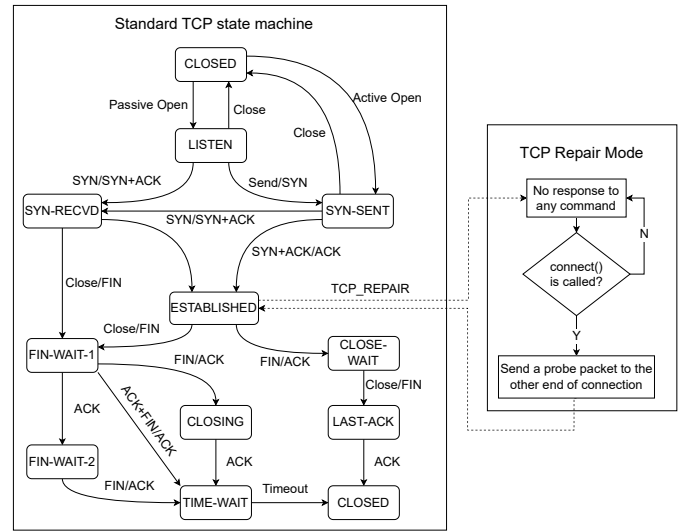 Standard TCP state machine
CLOSED
Passive Open
Close
Active Open
Close
LISTEN
SYN/SYN+ACK
Send/SYN
SYN-RECVD
SYN/SYN+ACK
SYN-SENT
SYN+ACK/ACK
Close/FIN
ESTABLISHED
TCP_REPAIR
Close/FIN
FIN-WAIT-1
FIN/ACK
FIN/ACK
CLOSE-
WAIT
Close/FIN
ACK
ACK+FIN/ACK
CLOSING
LAST-ACK
FIN-WAIT-2
ACK
ACK
FIN/ACK
TIME-WAIT
Timeout
CLOSED
TCP Repair Mode
No response to
any command
N
connect()
is called?
Y
Send a probe packet to the
other end of connection